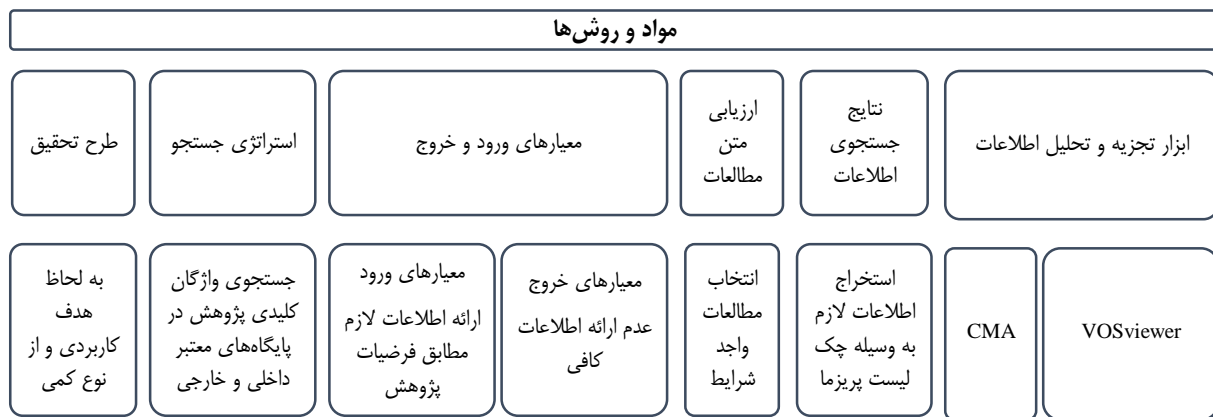 مواد و روش‌ها
ابزار تجزیه و تحلیل اطلاعات
نتایج
جستجوی
اطلاعات
ارزیابی
متن
مطالعات
معیارهای ورود و خروج
استراتژی جستجو
طرح تحقیق
VOSviewer
CMA
استخراج
اطلاعات لازم
به وسیله چک
لیست پریزما
انتخاب
مطالعات
واجد
شرایط
معیارهای خروج
عدم ارائه اطلاعات
کافی
معیارهای ورود
ارائه اطلاعات لازم
مطابق فرضیات
پژوهش
جستجوی واژگان
کلیدی پژوهش در
پایگاه‌های معتبر
داخلی و خارجی
به لحاظ
هدف
کاربردی و از
نوع کمی